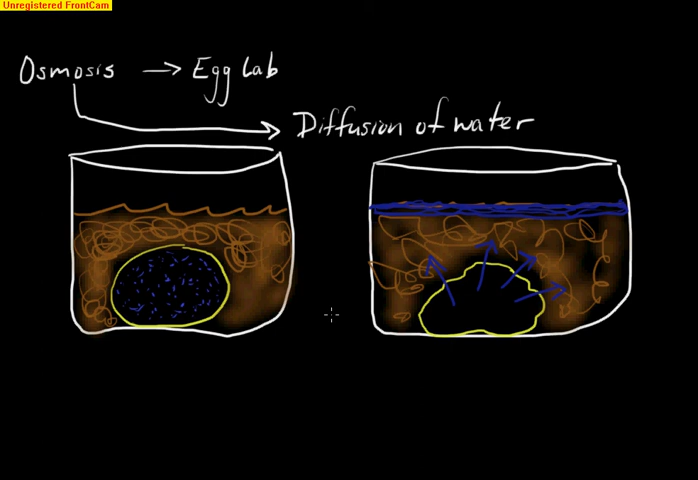 Unregistered FrontCam
Osmosis → Egg Lab
Diffusion of water